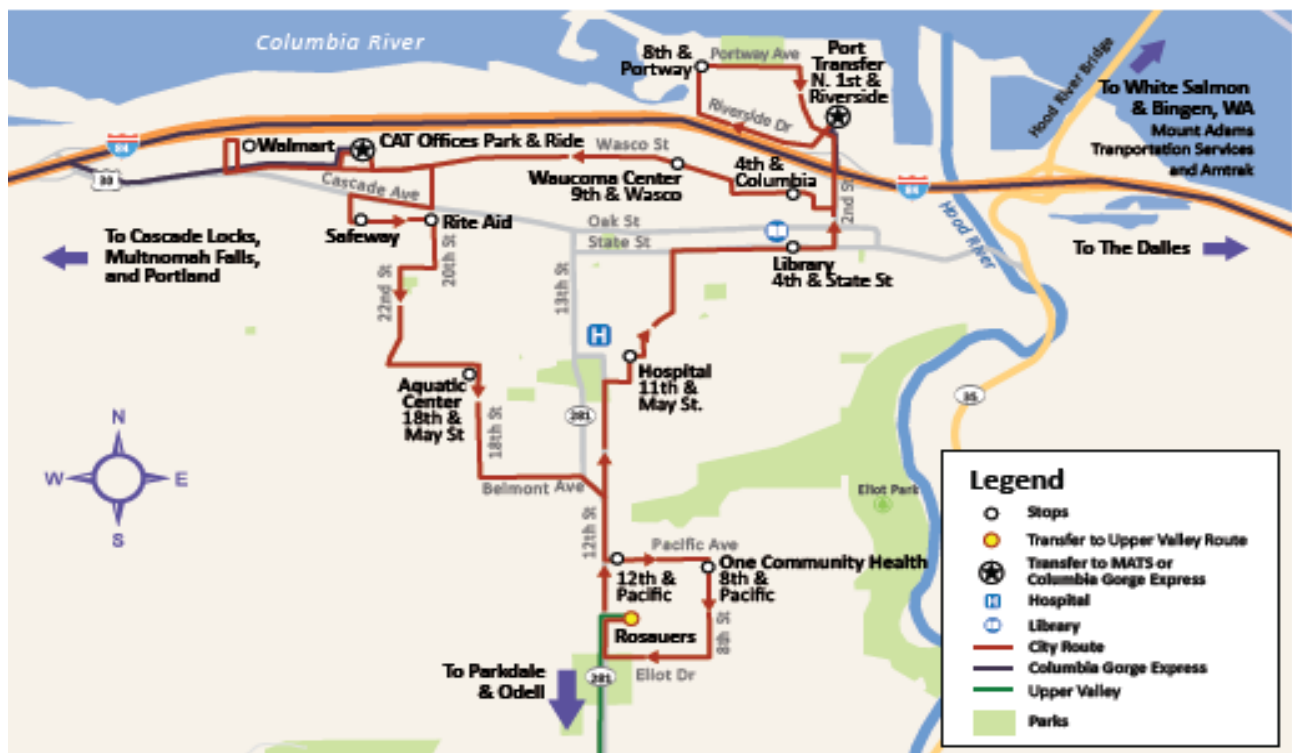 Columbia River
8th &
Portway
Portway Ave
Port
Transfer
N. 1st &
Riverside
Hood River Bridge
To White Salmon
& Bingen, WA
Mount Adams
Tranportation Services
and Amtrak
Riverside Dr
84
Walmart
CAT Offices Park & Ride
Wasco St
30
Cascade Ave
Waucoma Center
9th & Wasco
4th &
Columbia
2nd St
84
Hood River
To Cascade Locks,
Multnomah Falls,
and Portland
Safeway
Rite Aid
Oak St
State St
Library
4th & State St
To The Dalles
22nd St
20th St
13th St
H
Hospital
11th &
May St.
Aquatic
Center
18th &
May St
18th St
281
35
N
W
E
S
Belmont Ave
Eliot Park
12th St
Pacific Ave
12th &
Pacific
One Community Health
8th &
Pacific
Rosauers
8th St
Eliot Dr
281
To Parkdale
& Odell
Legend
Stops
Transfer to Upper Valley Route
Transfer to MATS or
Columbia Gorge Express
H
Hospital
Library
City Route
Columbia Gorge Express
Upper Valley
Parks